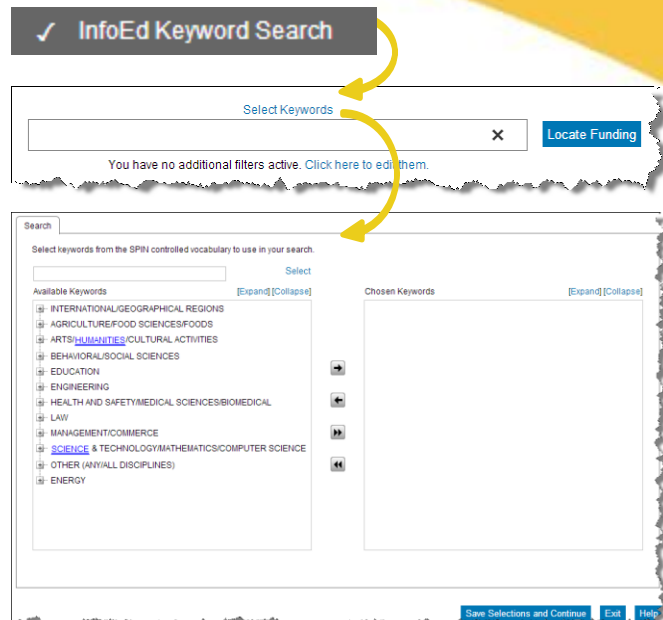 ✓ InfoEd Keyword Search
Select Keywords
× Locate Funding
You have no additional filters active. Click here to edit them.
Search
Select keywords from the SPIN controlled vocabulary to use in your search.
Select
Available Keywords [Expand] [Collapse] Chosen Keywords [Expand] [Collapse]
INTERNATIONAL/GEOGRAPHICAL REGIONS
AGRICULTURE/FOOD SCIENCES/FOODS
ARTS/HUMANITIES/CULTURAL ACTIVITIES
BEHAVIORAL/SOCIAL SCIENCES
EDUCATION
ENGINEERING
HEALTH AND SAFETY/MEDICAL SCIENCES/BIOMEDICAL
LAW
MANAGEMENT/COMMERCE
SCIENCE & TECHNOLOGY/MATHEMATICS/COMPUTER SCIENCE
OTHER (ANY/ALL DISCIPLINES)
ENERGY
Save Selections and Continue Exit Help